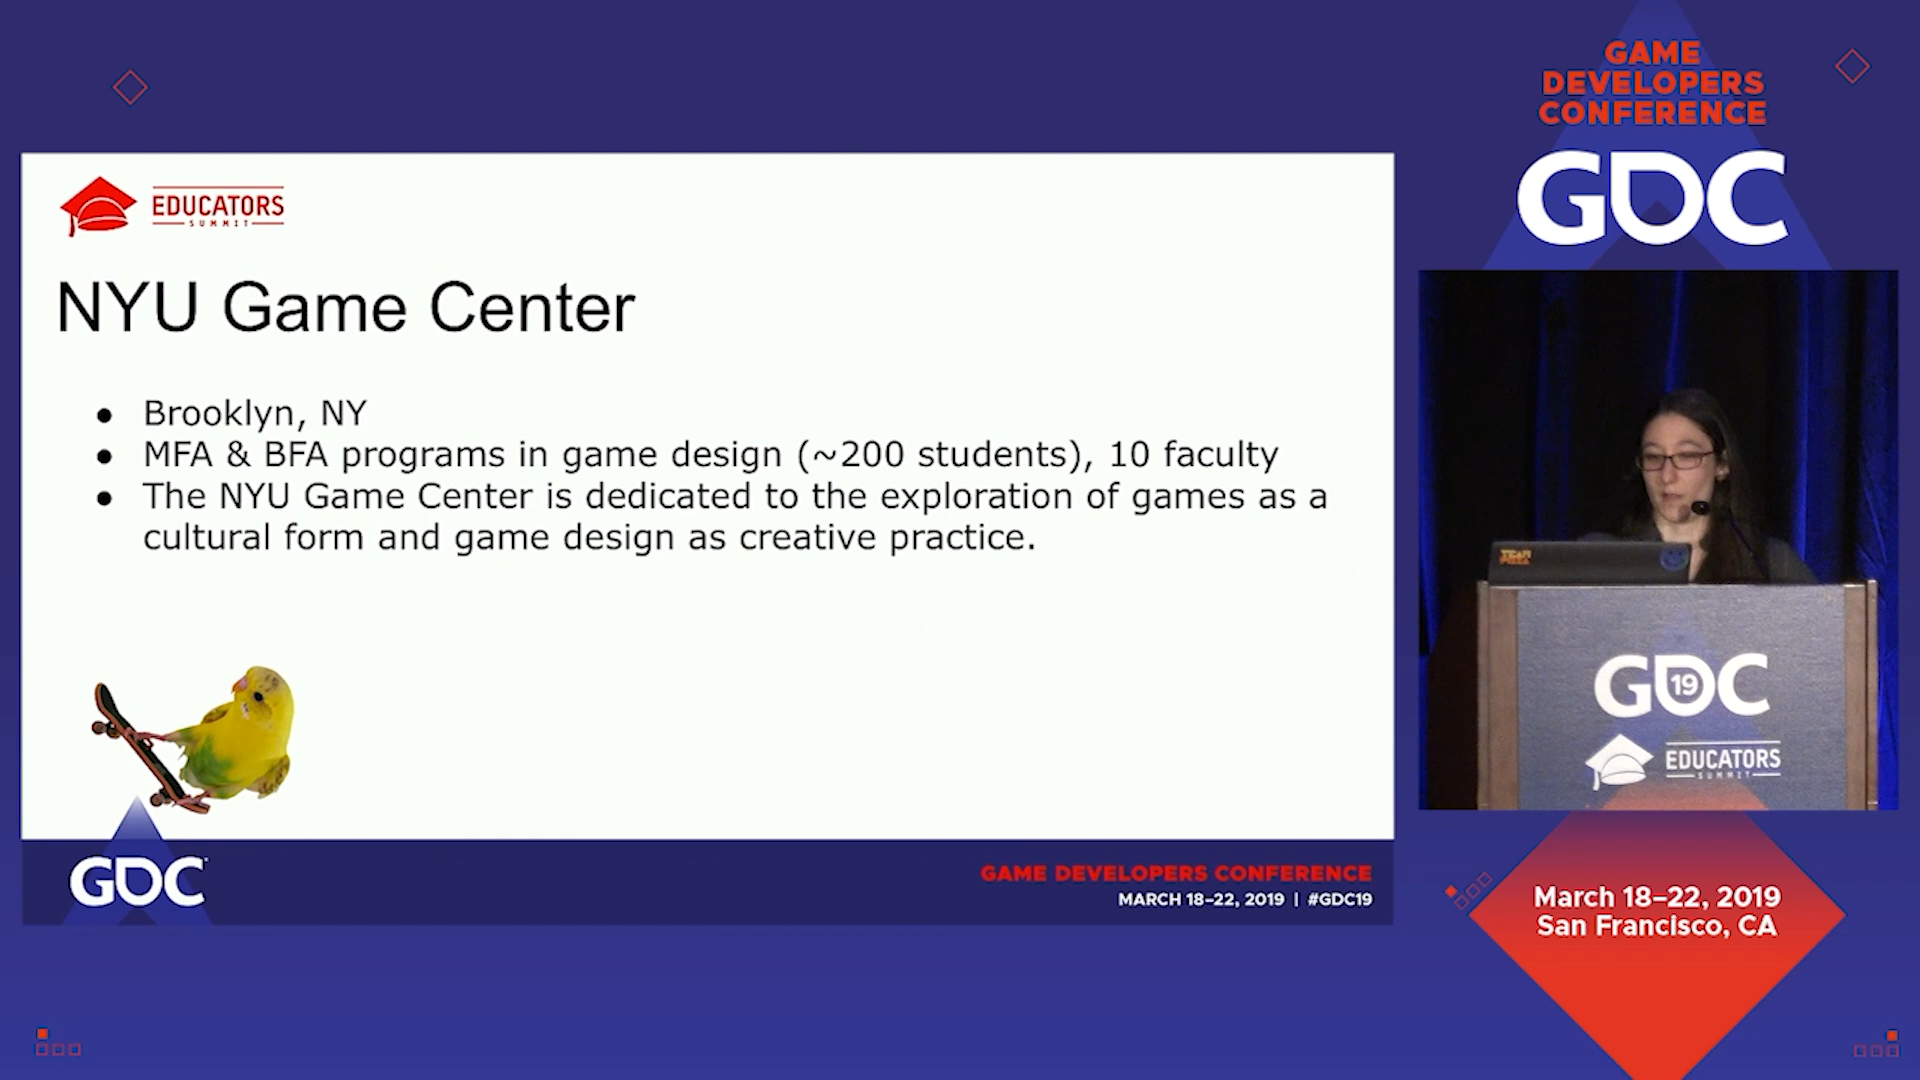 GAME
DEVELOPERS
CONFERENCE
GDC
EDUCATORS
SUMMIT
NYU Game Center
● Brooklyn, NY
● MFA & BFA programs in game design (~200 students), 10 faculty
● The NYU Game Center is dedicated to the exploration of games as a
cultural form and game design as creative practice.
GDC
GAME DEVELOPERS CONFERENCE
MARCH 18–22, 2019 | #GDC19
GDC
19
EDUCATORS
SUMMIT
March 18–22, 2019
San Francisco, CA